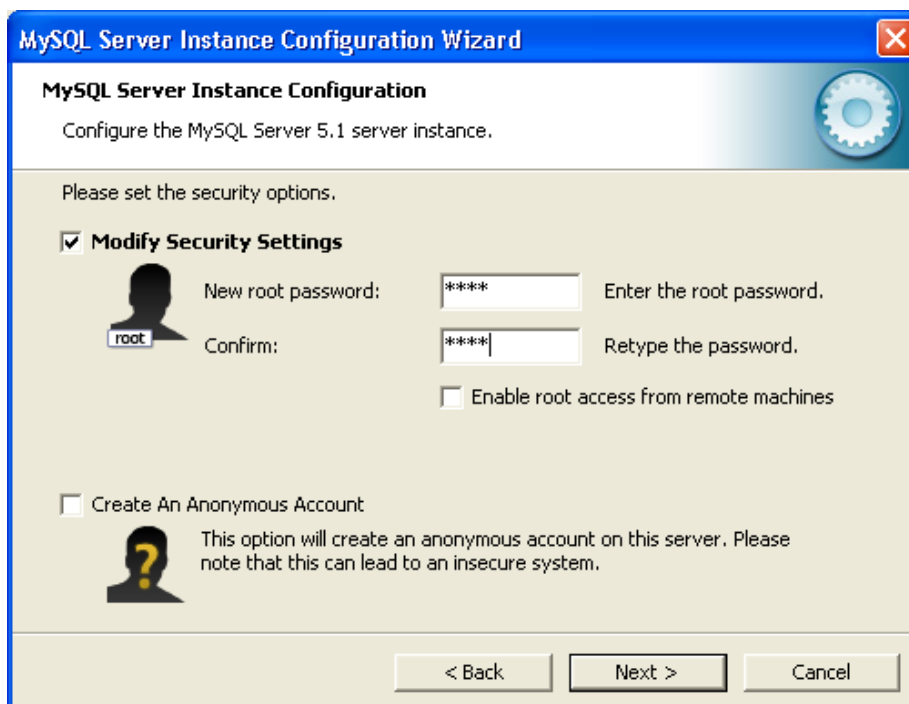 MySQL Server Instance Configuration Wizard
MySQL Server Instance Configuration
Configure the MySQL Server 5.1 server instance.
Please set the security options.
Modify Security Settings
New root password: **** Enter the root password.
root
Confirm: **** Retype the password.
Enable root access from remote machines
Create An Anonymous Account
?
This option will create an anonymous account on this server. Please
note that this can lead to an insecure system.
< Back Next > Cancel